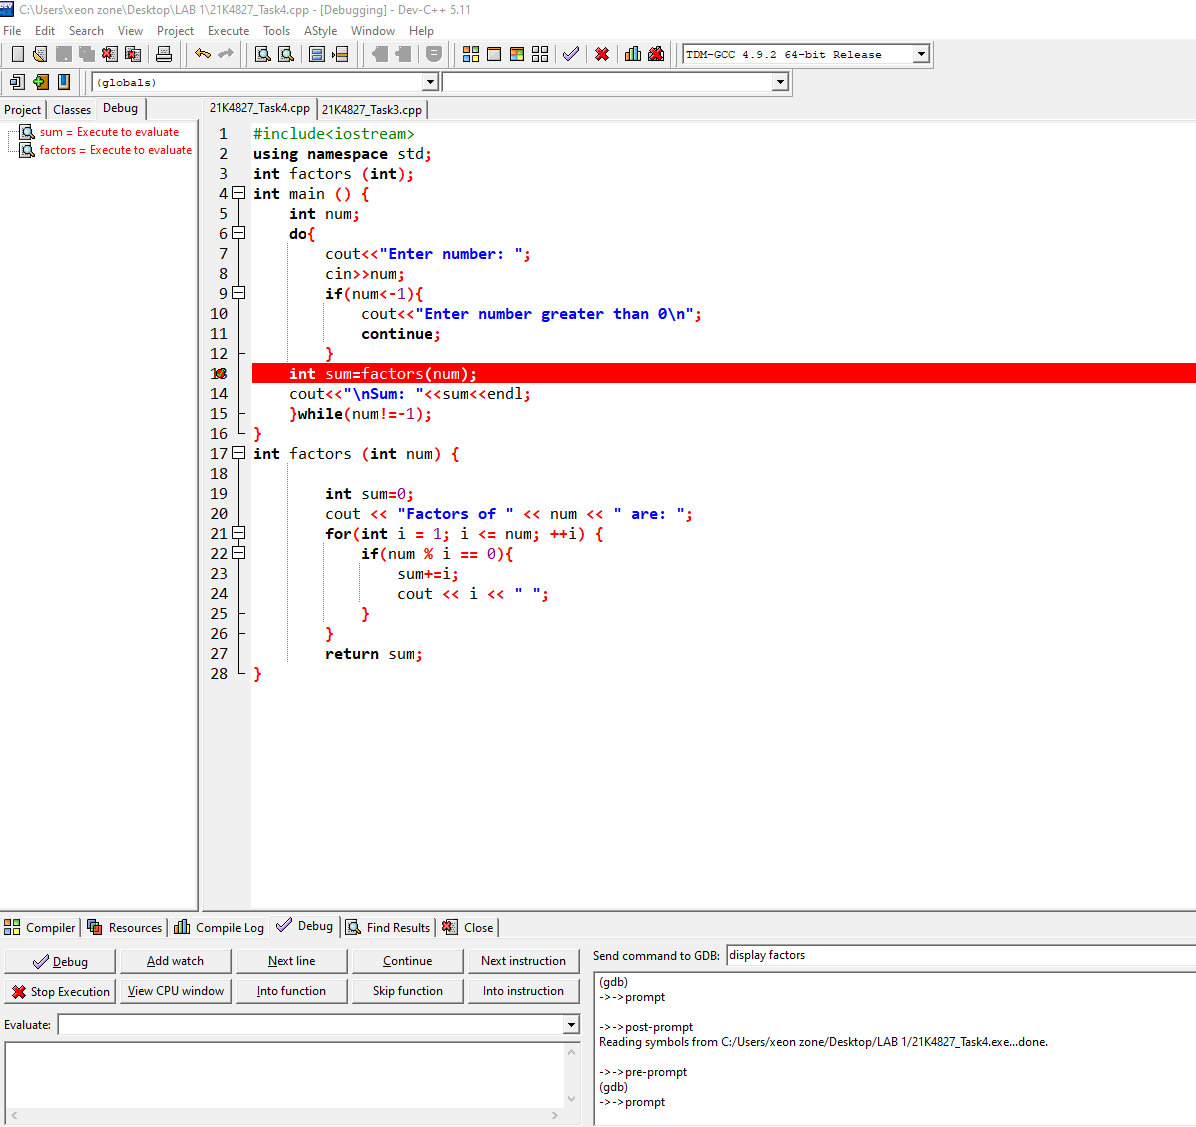 C:\Users\xeon zone\Desktop\LAB 1\21K4827_Task4.cpp - [Debugging] - Dev-C++ 5.11
File Edit Search View Project Execute Tools AStyle Window Help
TDM-GCC 4.9.2 64-bit Release
(globals)
Project Classes Debug
21K4827_Task4.cpp 21K4827_Task3.cpp
sum = Execute to evaluate
factors = Execute to evaluate
1 #include<iostream>
2 using namespace std;
3 int factors (int);
4 int main () {
5 int num;
6 do{
7 cout<<"Enter number: ";
8 cin>>num;
9 if(num<-1){
10 cout<<"Enter number greater than 0\n";
11 continue;
12 }
13 int sum=factors(num);
14 cout<<"\nSum: "<<sum<<endl;
15 }while(num!=-1);
16 }
17 int factors (int num) {
18
19 int sum=0;
20 cout << "Factors of " << num << " are: ";
21 for(int i = 1; i <= num; ++i) {
22 if(num % i == 0){
23 sum+=i;
24 cout << i << " ";
25 }
26 }
27 return sum;
28 }
Compiler Resources Compile Log Debug Find Results Close
Debug Add watch Next line Continue Next instruction
Stop Execution View CPU window Into function Skip function Into instruction
Evaluate:
Send command to GDB: display factors
(gdb)
->->prompt
->->post-prompt
Reading symbols from C:/Users/xeon zone/Desktop/LAB 1/21K4827_Task4.exe...done.
->->pre-prompt
(gdb)
->->prompt